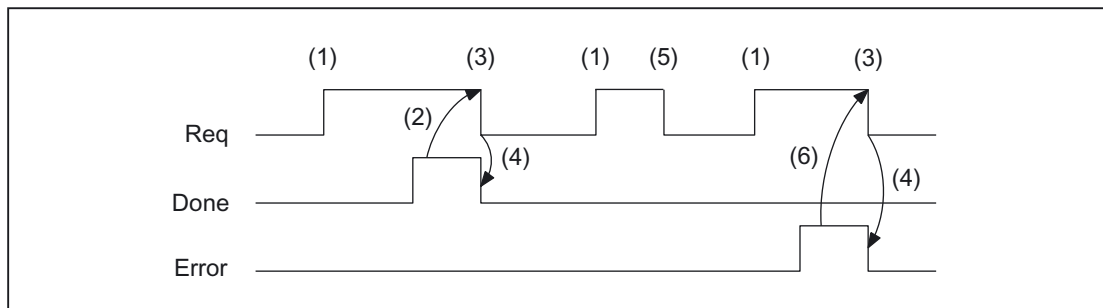 (1) (3) (1) (5) (1) (3)
Req (2) (4) (6) (4)
Done
Error